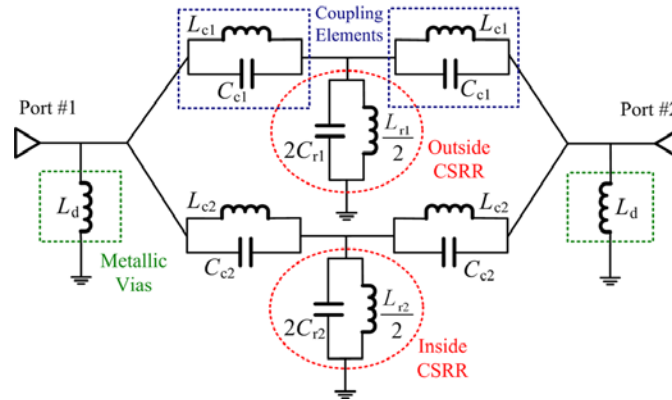 Lc1
Cc1
Coupling
Elements
Lc1
Cc1
Port #1
Port #2
2Cr1
Lr1
2
Outside
CSRR
Ld
Metallic
Vias
Lc2
Cc2
Lc2
Cc2
Ld
2Cr2
Lr2
2
Inside
CSRR